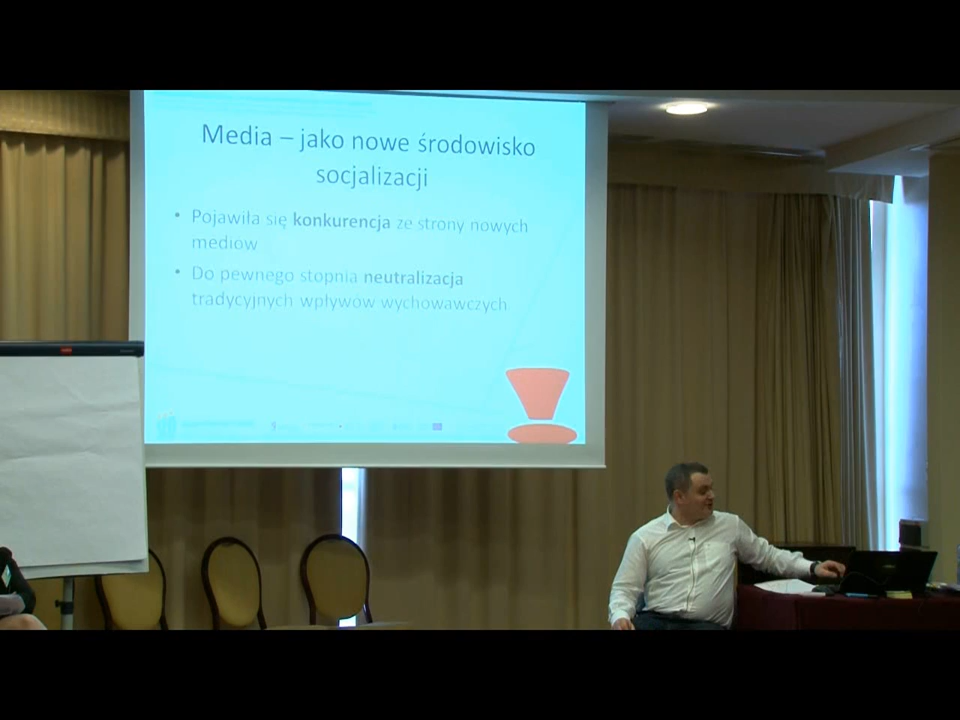 Media – jako nowe środowisko
socjalizacji
• Pojawiła się konkurencja ze strony nowych
mediów
• Do pewnego stopnia neutralizacja
tradycyjnych wpływów wychowawczych.